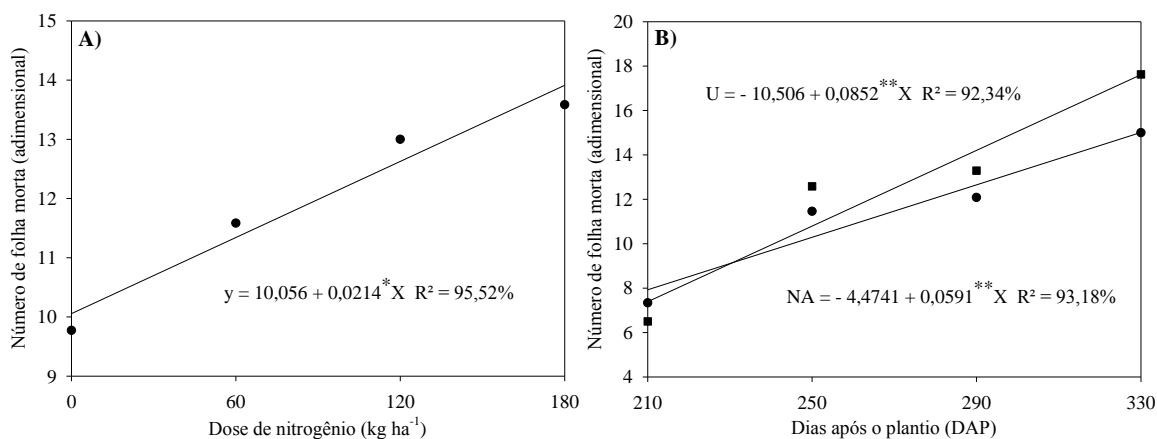 A)
Número de folha morta (adimensional)
15
14
13
12
11
10
9
y = 10,056 + 0,0214*X R² = 95,52%
0 60 120 180
Dose de nitrogênio (kg ha⁻¹)
B)
Número de folha morta (adimensional)
20
18
16
14
12
10
8
6
4
U = - 10,506 + 0,0852**X R² = 92,34%
NA = - 4,4741 + 0,0591**X R² = 93,18%
210 250 290 330
Dias após o plantio (DAP)